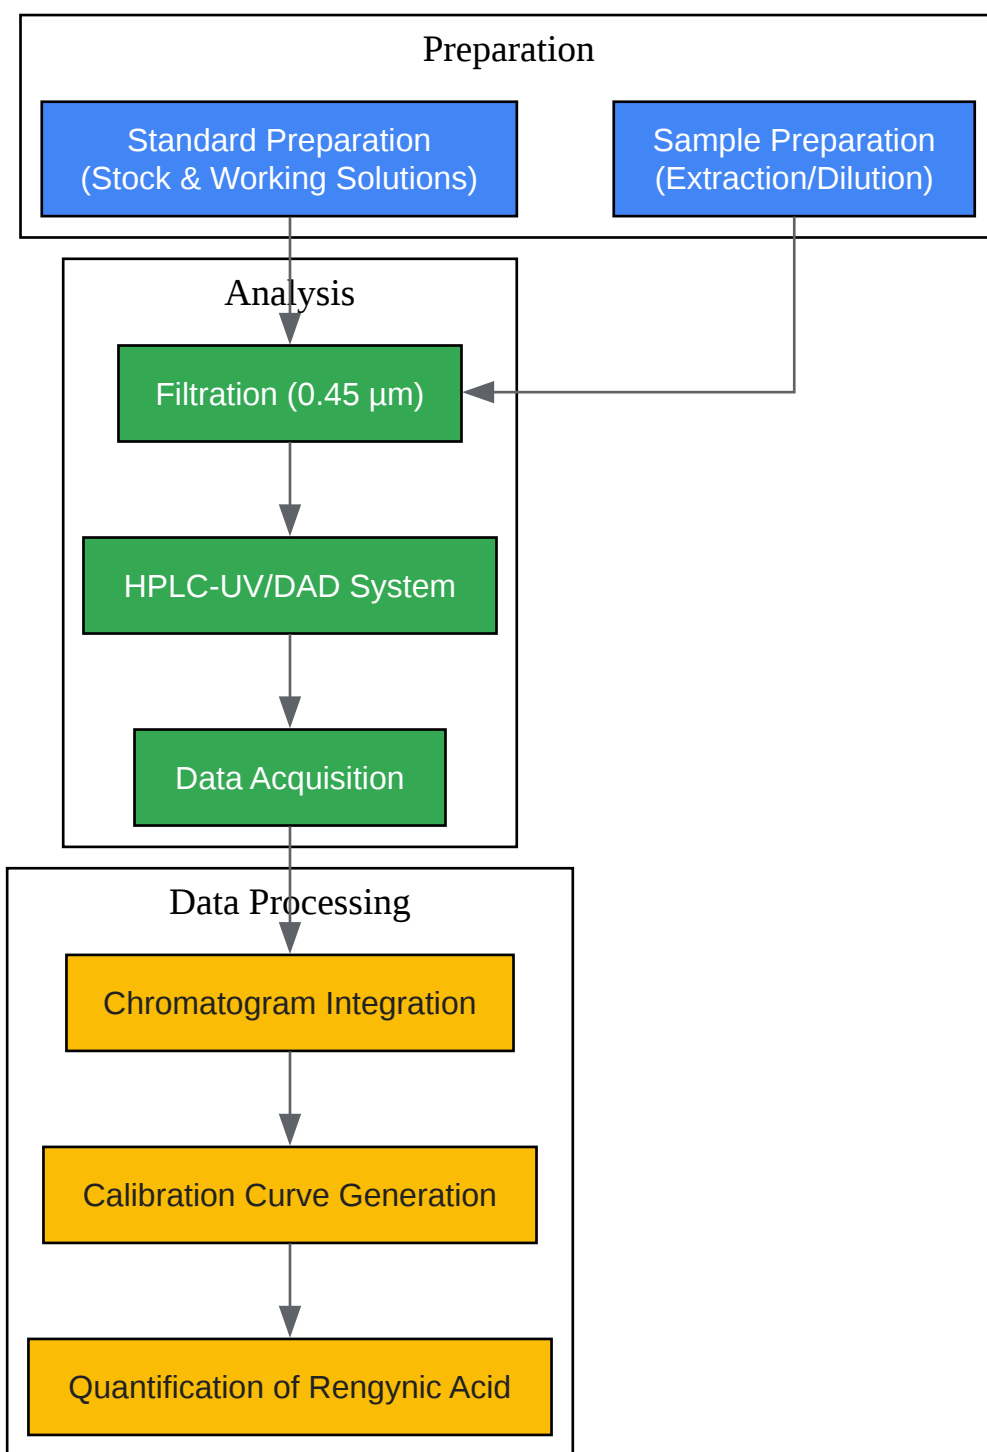 Preparation
Standard Preparation
(Stock & Working Solutions)
Sample Preparation
(Extraction/Dilution)
Analysis
Filtration (0.45 µm)
HPLC-UV/DAD System
Data Acquisition
Data Processing
Chromatogram Integration
Calibration Curve Generation
Quantification of Rengynic Acid